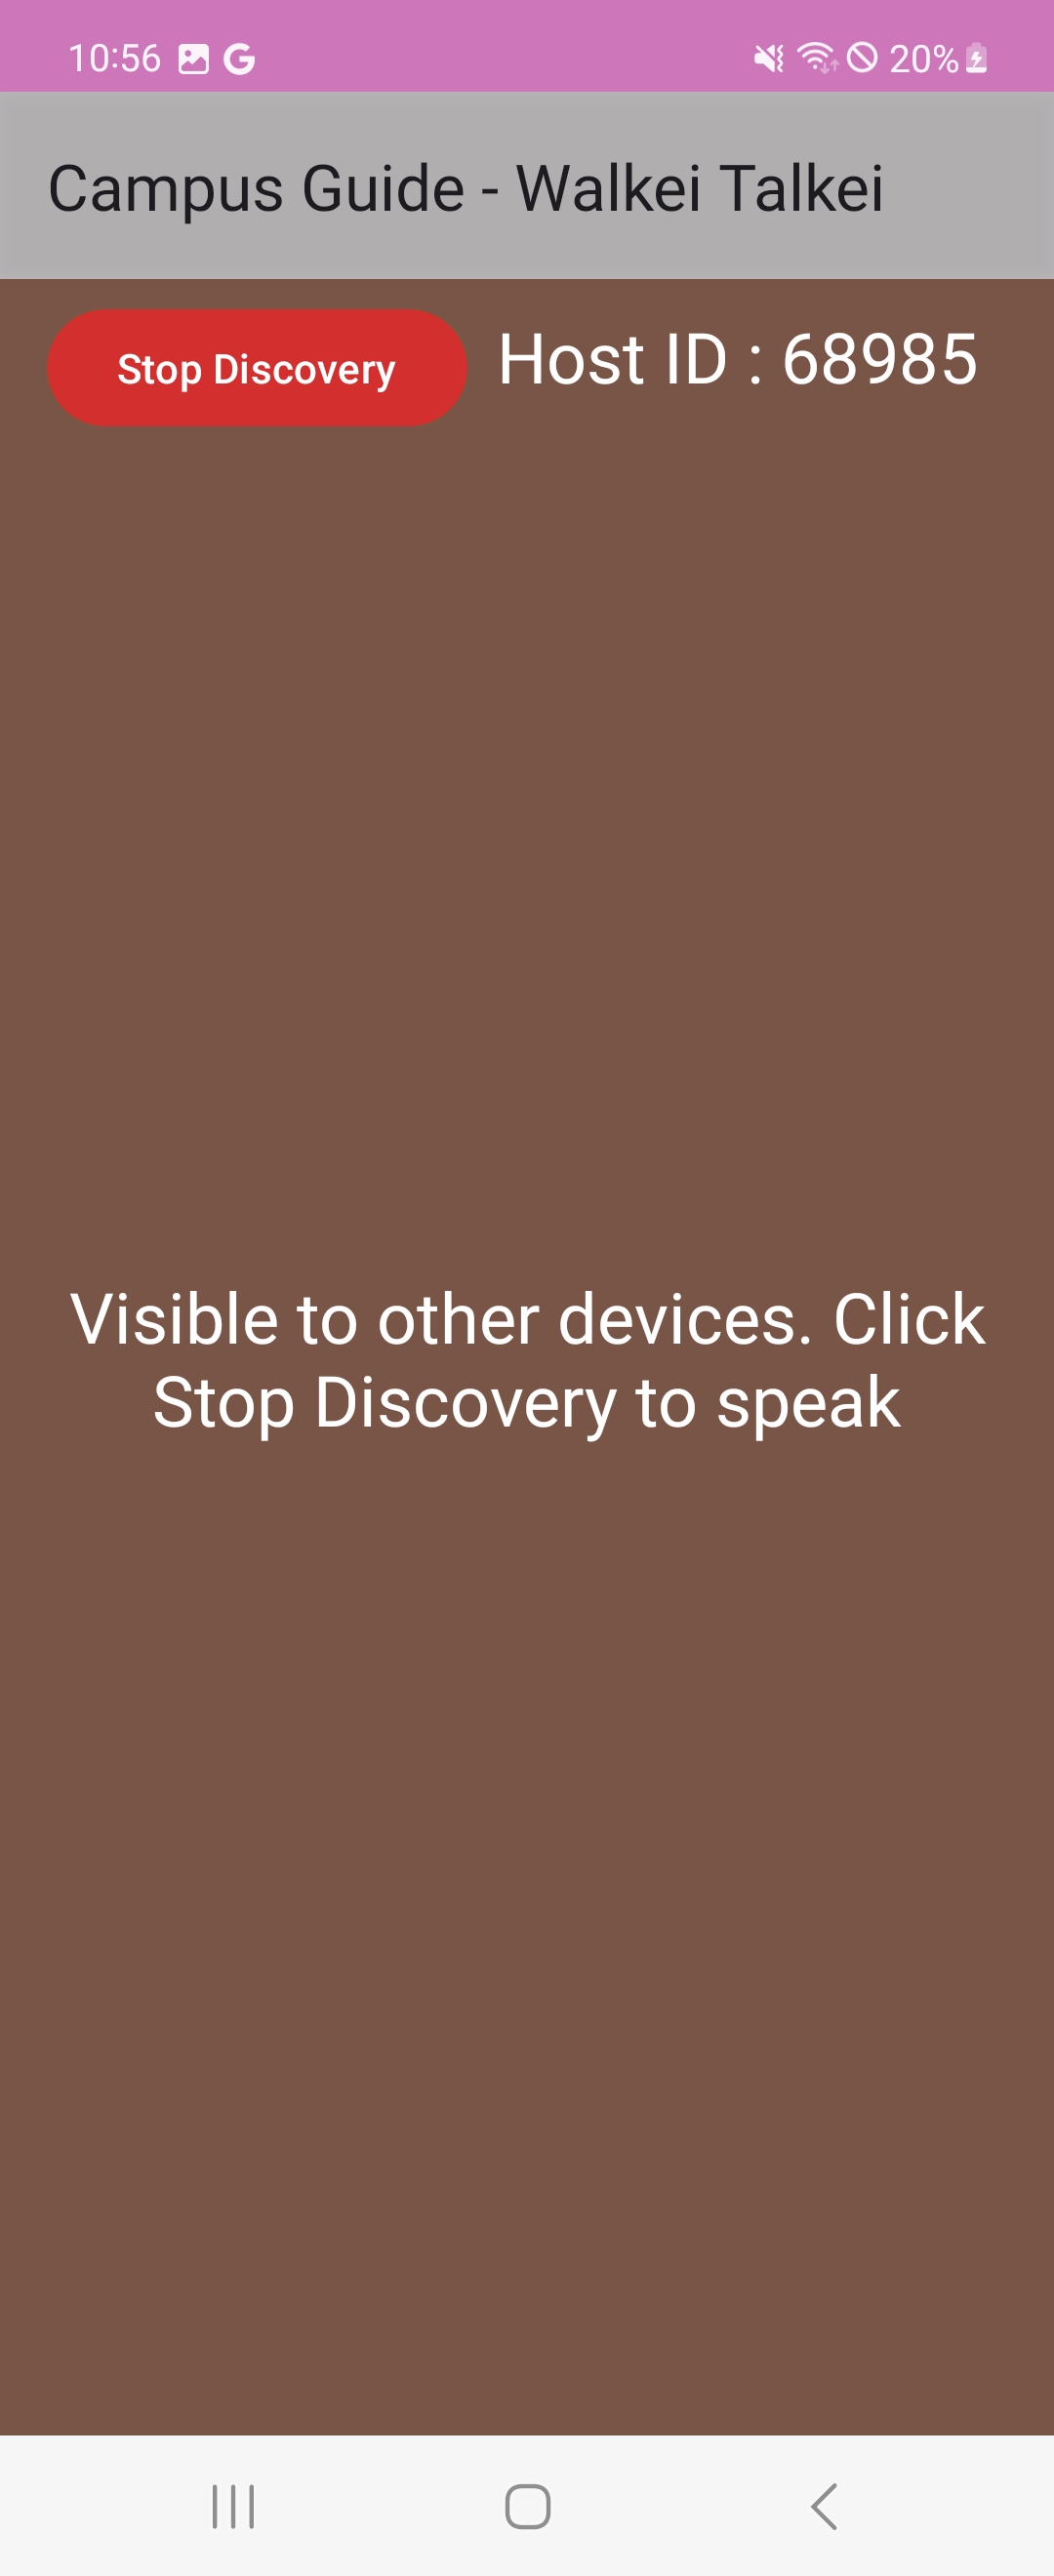 10:56 20%
Campus Guide - Walkei Talkei
Stop Discovery Host ID : 68985
Visible to other devices. Click
Stop Discovery to speak